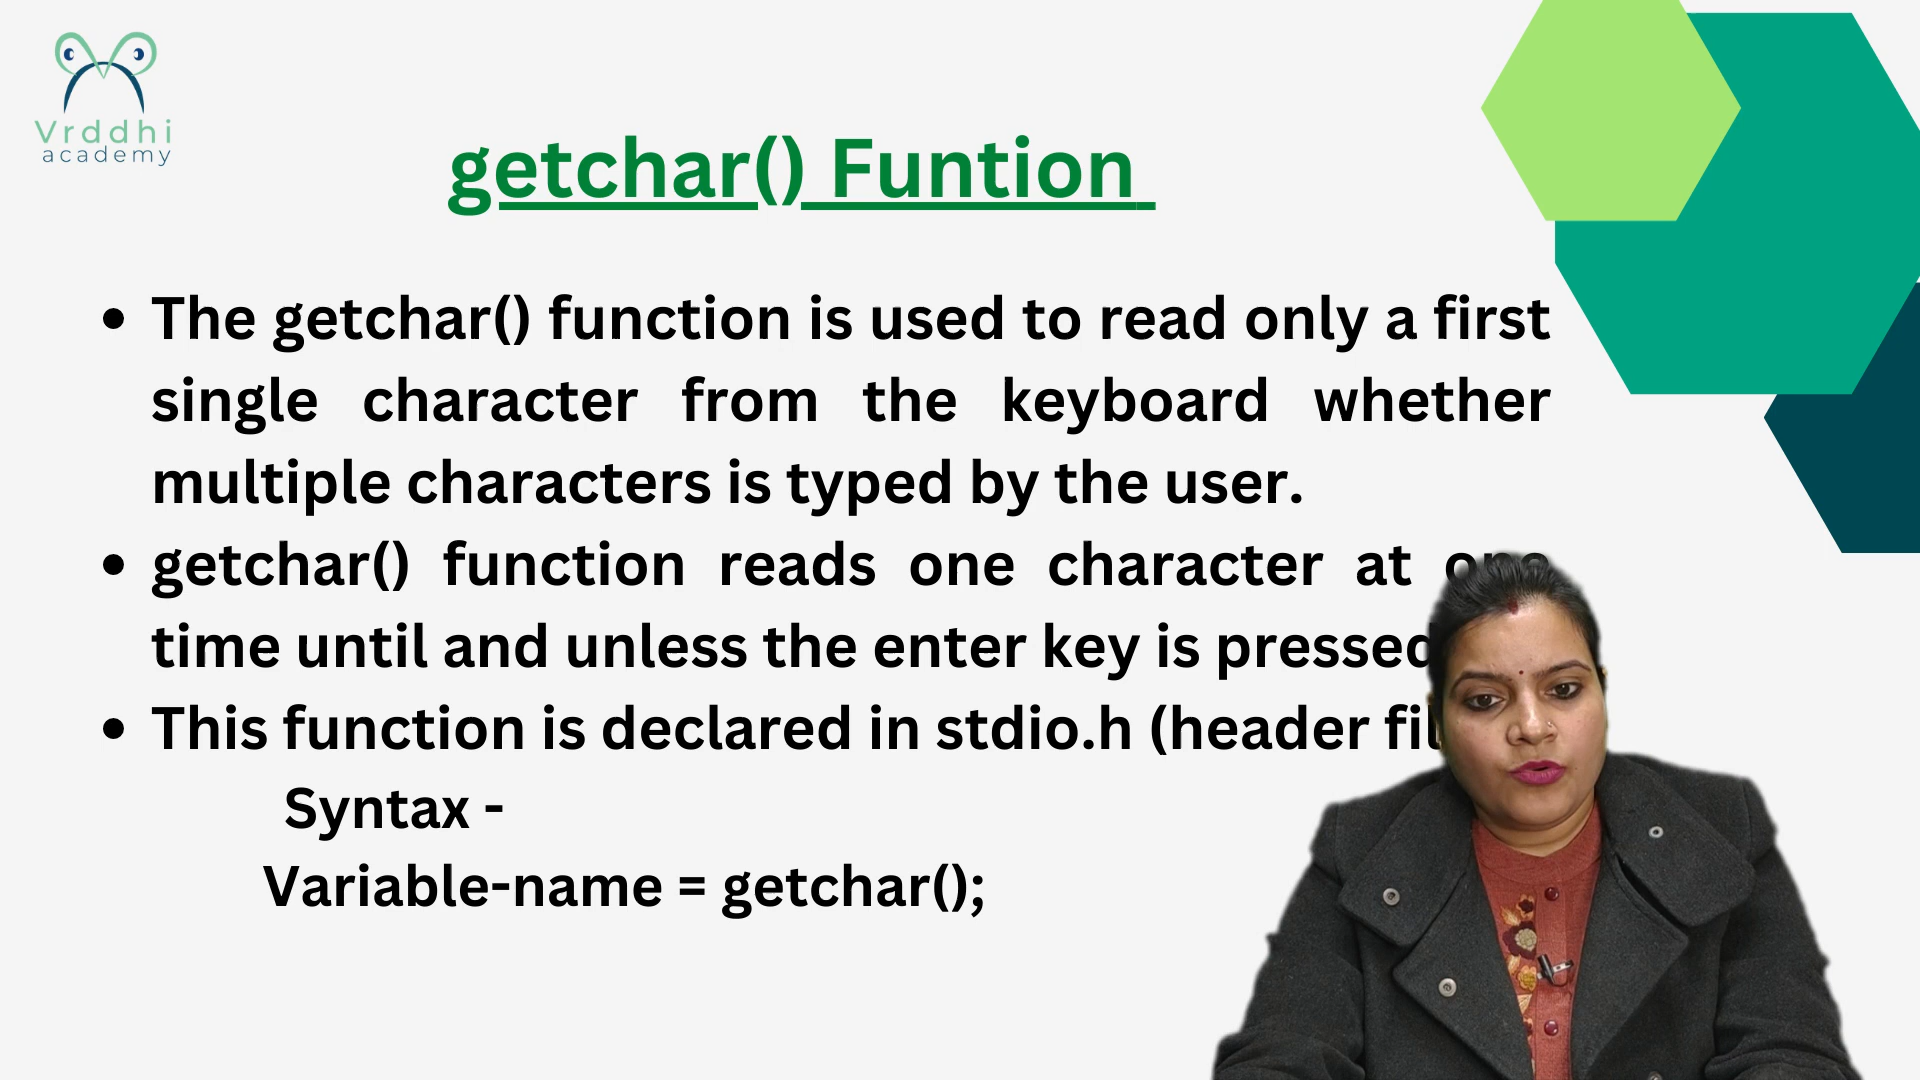 Vrddhi
academy
getchar() Funtion
The getchar() function is used to read only a first
single character from the keyboard whether
multiple characters is typed by the user.
getchar() function reads one character at one
time until and unless the enter key is pressed
This function is declared in stdio.h (header
Syntax -
Variable-name = getchar();